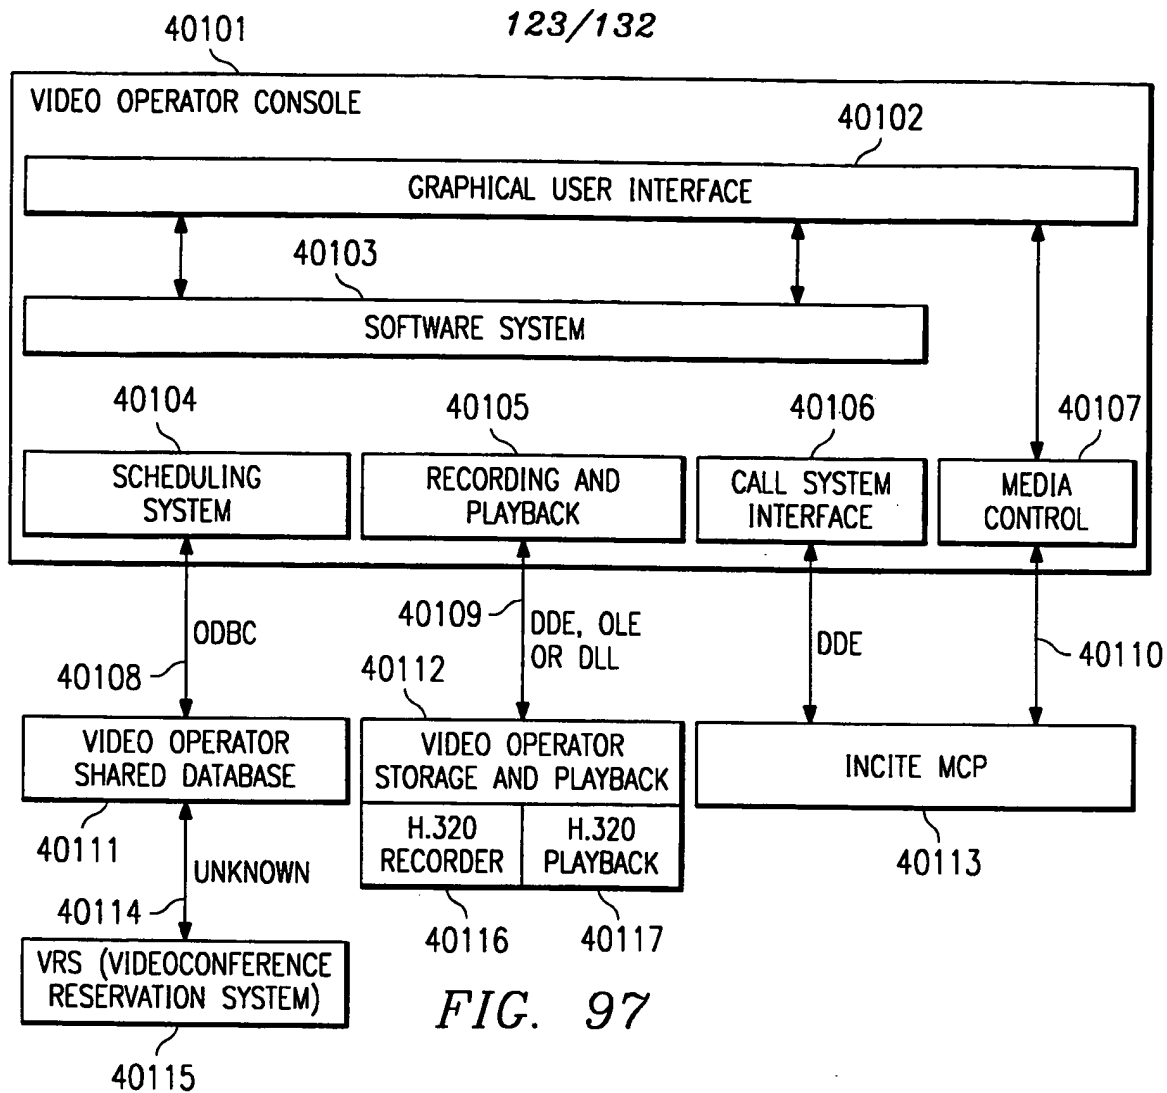 123/132
40101
VIDEO OPERATOR CONSOLE
40102
GRAPHICAL USER INTERFACE
40103
SOFTWARE SYSTEM
40104
40105
40106
40107
SCHEDULING
SYSTEM
RECORDING AND
PLAYBACK
CALL SYSTEM
INTERFACE
MEDIA
CONTROL
ODBC
40108
40109
DDE, OLE
OR DLL
DDE
40110
40112
VIDEO OPERATOR
SHARED DATABASE
VIDEO OPERATOR
STORAGE AND PLAYBACK
INCITE MCP
H.320
RECORDER
H.320
PLAYBACK
40111
40113
UNKNOWN
40114
40116
40117
VRS (VIDEOCONFERENCE
RESERVATION SYSTEM)
40115
FIG. 97